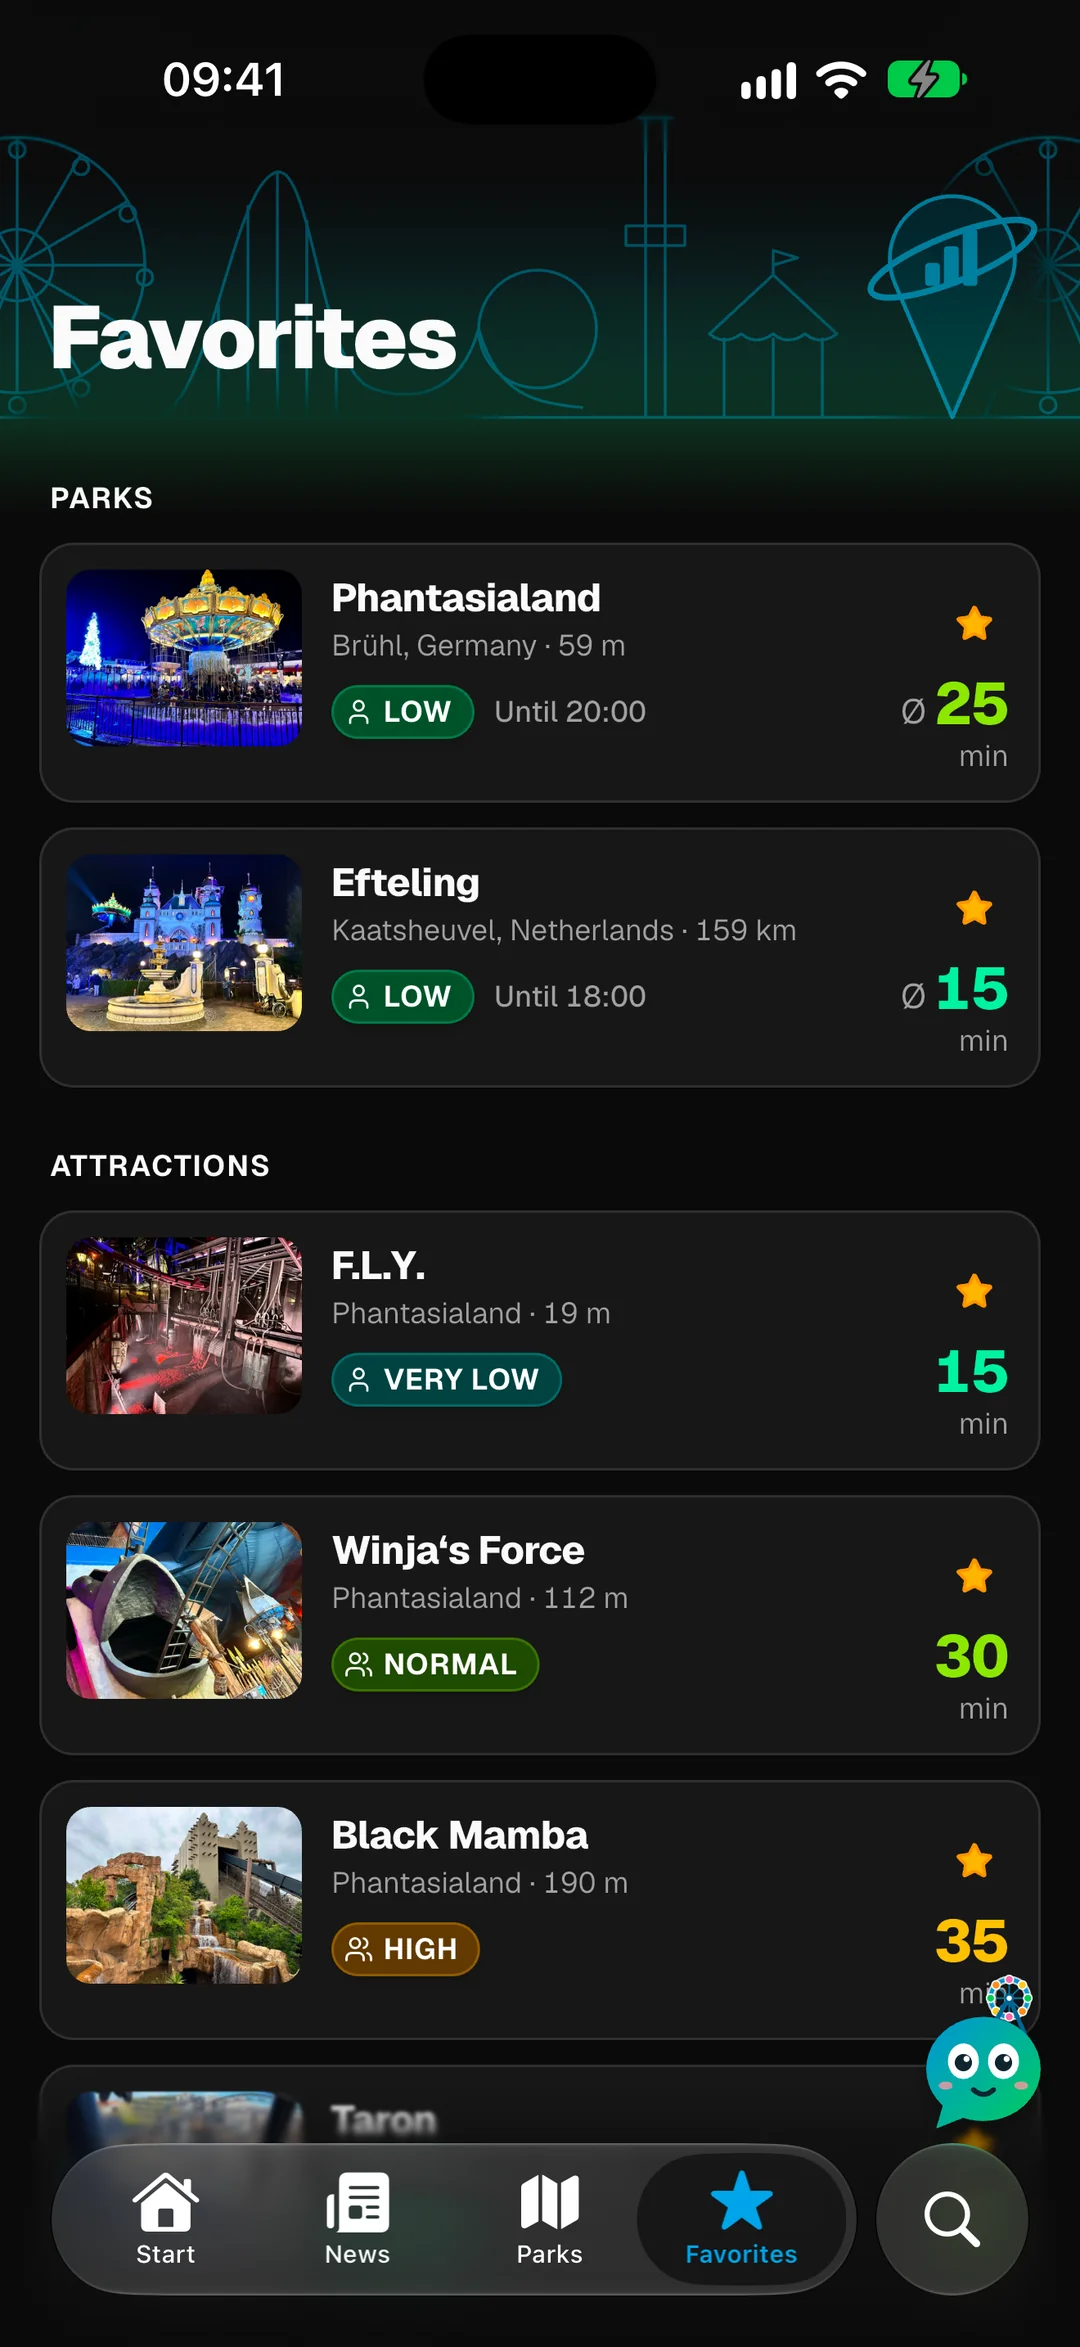 09:41
Favorites
PARKS
Phantasialand
Brühl, Germany · 59 m
LOW
Until 20:00
Ø 25
min
Efteling
Kaatsheuvel, Netherlands · 159 km
LOW
Until 18:00
Ø 15
min
ATTRACTIONS
F.L.Y.
Phantasialand · 19 m
VERY LOW
15
min
Winja‘s Force
Phantasialand · 112 m
NORMAL
30
min
Black Mamba
Phantasialand · 190 m
HIGH
35
min
Taron
Start
News
Parks
Favorites